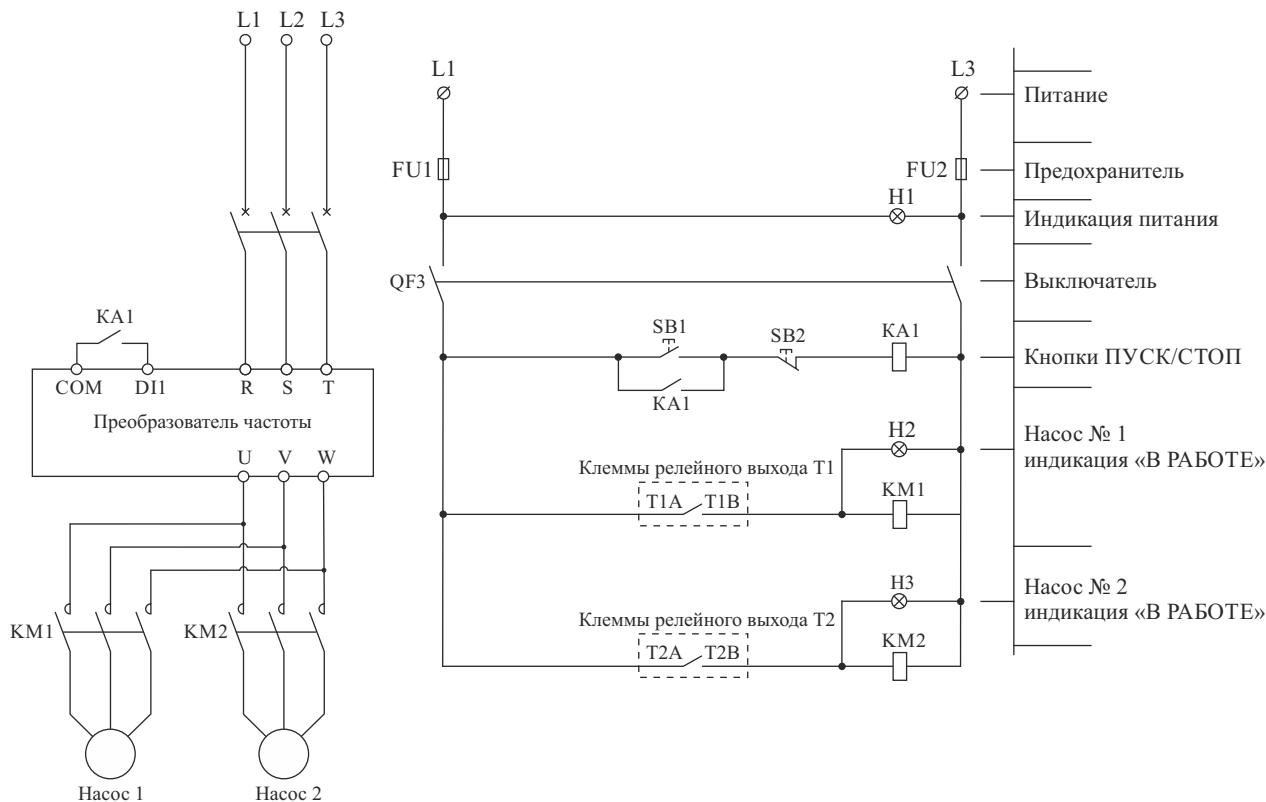 L1 L2 L3
L1
L3
Питание
FU1
FU2
Предохранитель
H1
Индикация питания
QF3
Выключатель
KA1
SB1
SB2
KA1
Кнопки ПУСК/СТОП
KA1
COM DI1 R S T
Преобразователь частоты
U V W
H2
Насос № 1
индикация «В РАБОТЕ»
Клеммы релейного выхода T1
T1A T1B
KM1
H3
Насос № 2
индикация «В РАБОТЕ»
Клеммы релейного выхода T2
T2A T2B
KM2
KM1
KM2
Насос 1
Насос 2